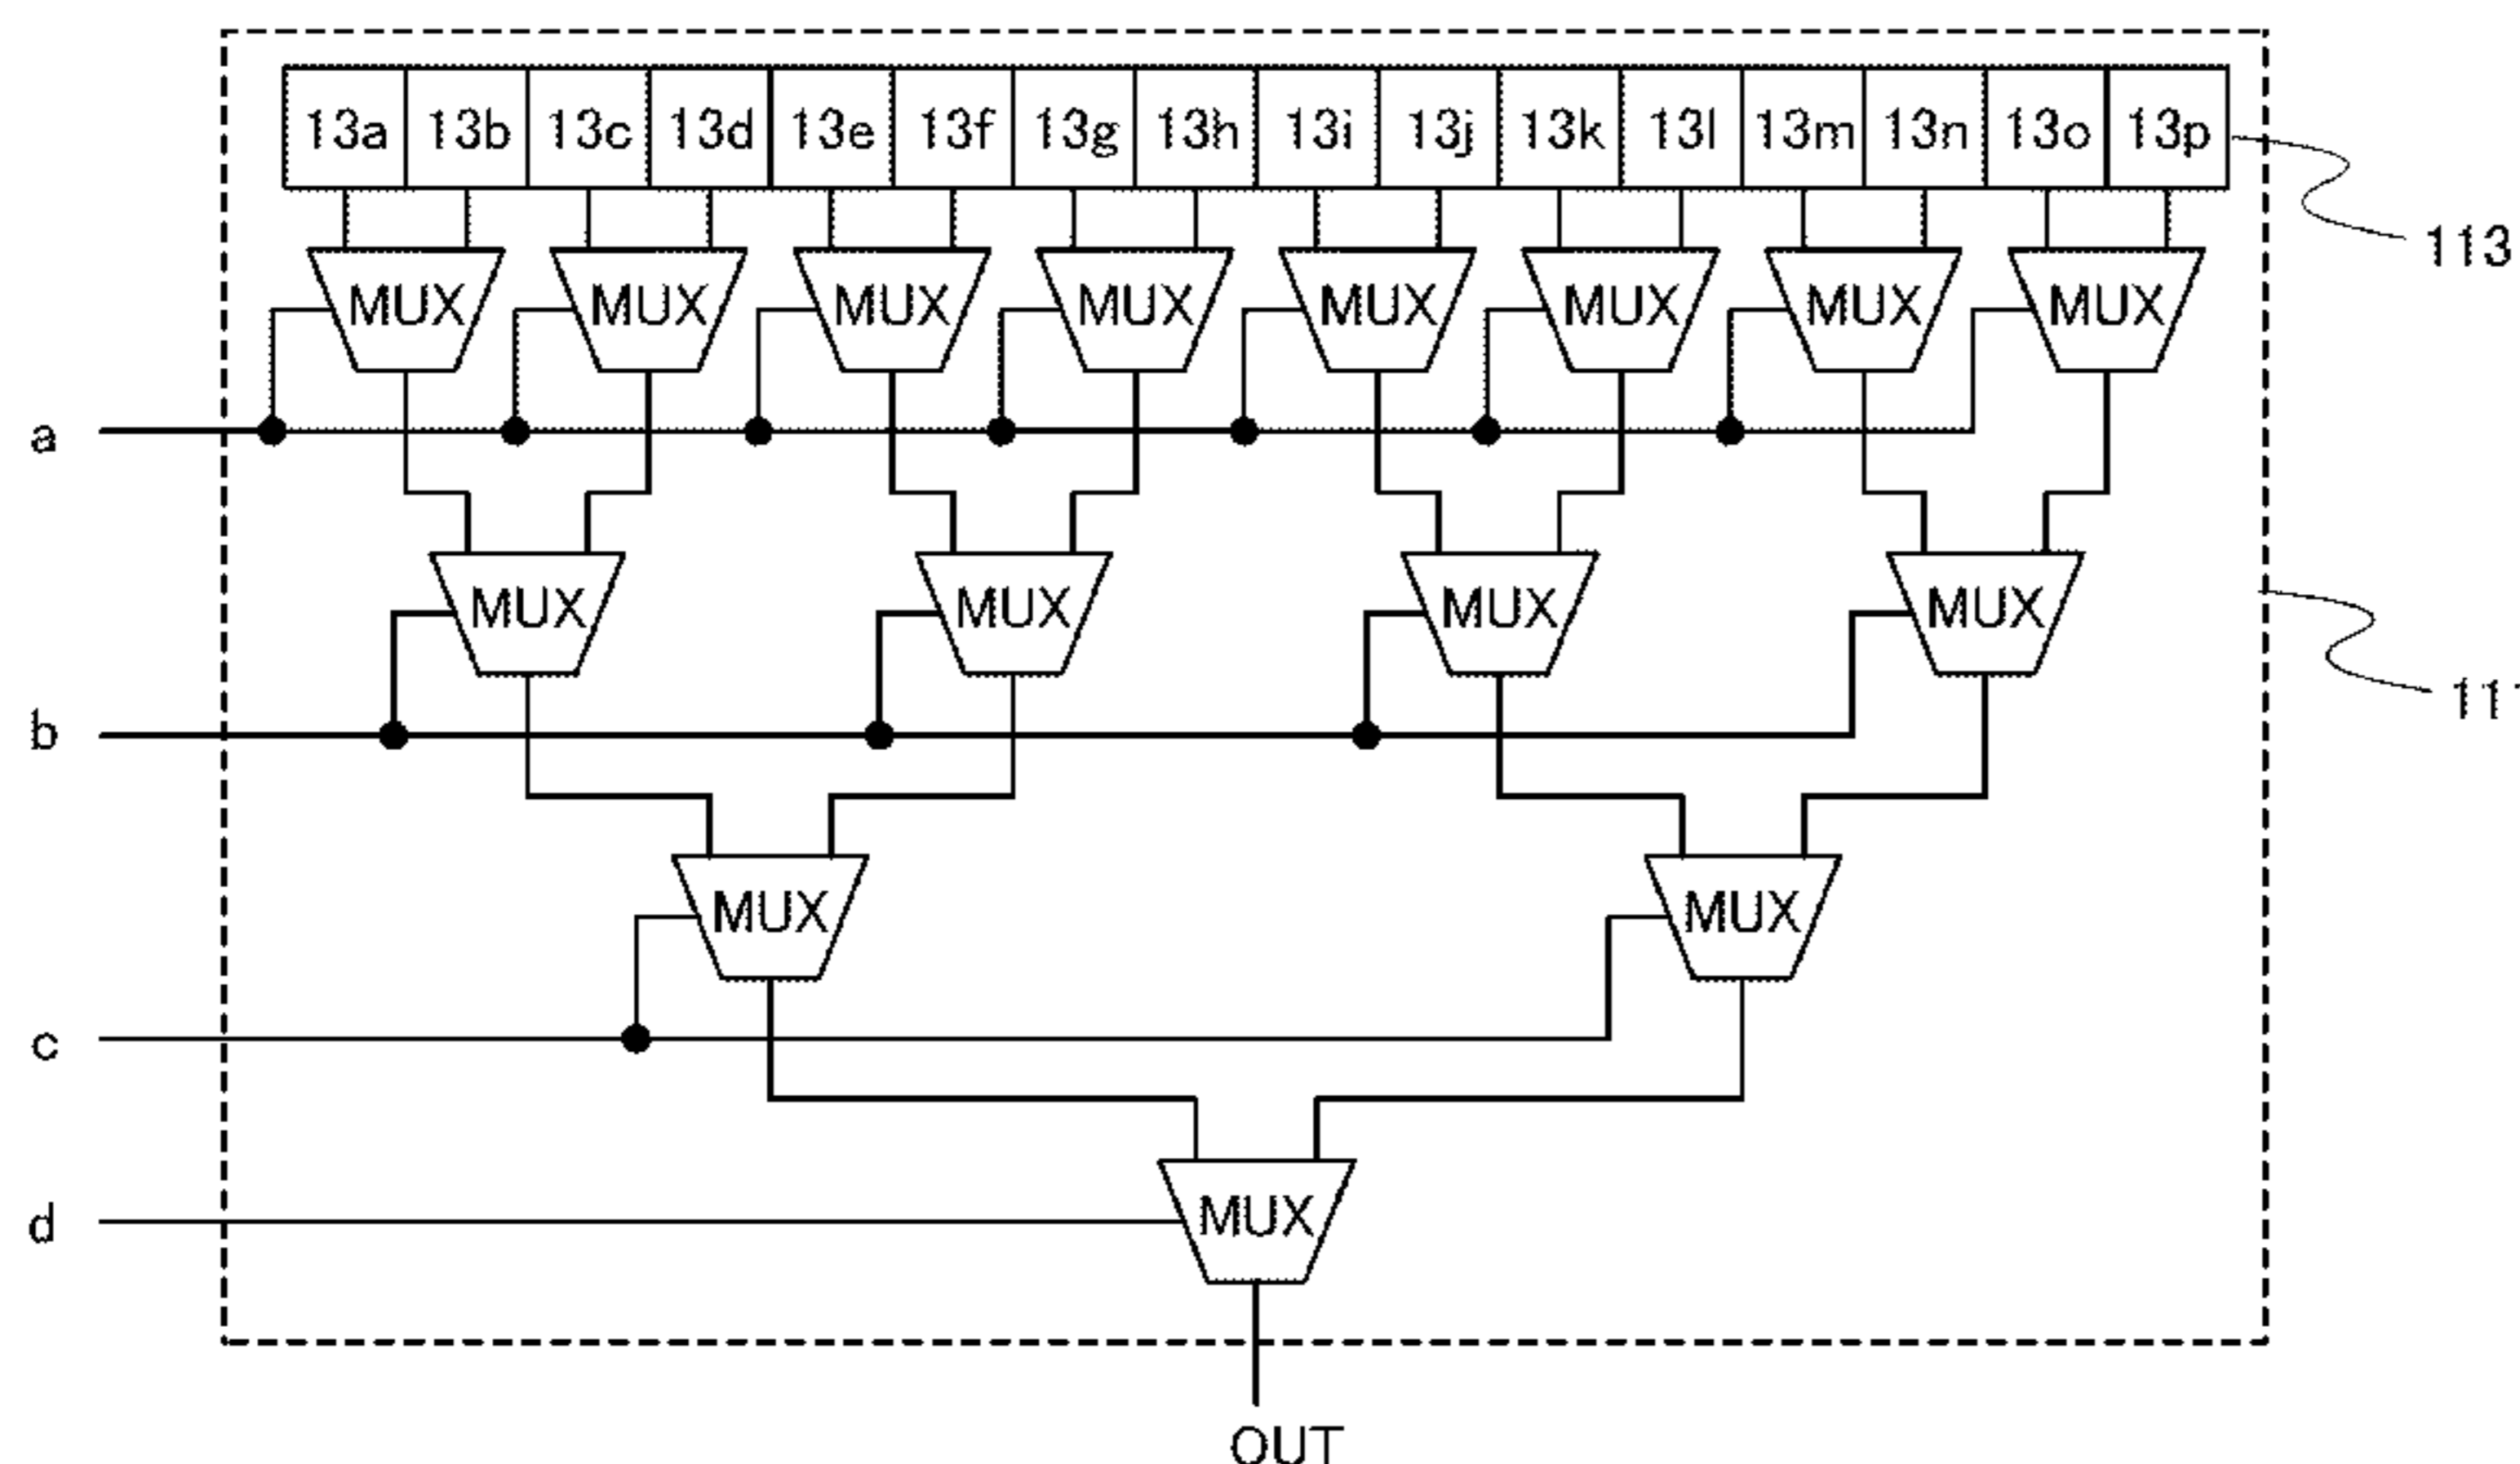 13a 13b 13c 13d 13e 13f 13g 13h 13i 13j 13k 13l 13m 13n 13o 13p
113
MUX MUX MUX MUX MUX MUX MUX MUX
a
MUX MUX MUX MUX
11
b
MUX MUX
c
MUX
d
OUT